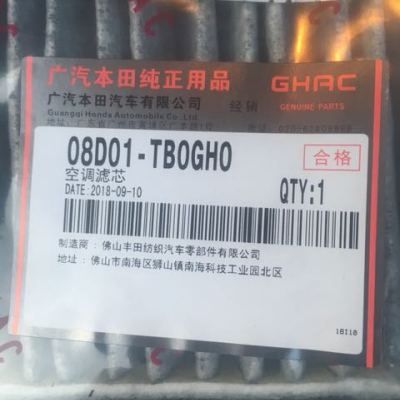 广汽本田纯正用品
GHAC
广汽本田汽车有限公司
经销
GENUINE PARTS
Guangqi Honda Automobile Co., Ltd.
08D01-TB0GH0
合格
空调滤芯
DATE:2018-09-10
QTY:1
制造商：佛山丰田纺织汽车零部件有限公司
地址：佛山市南海区狮山镇南海科技工业园北区
18I10